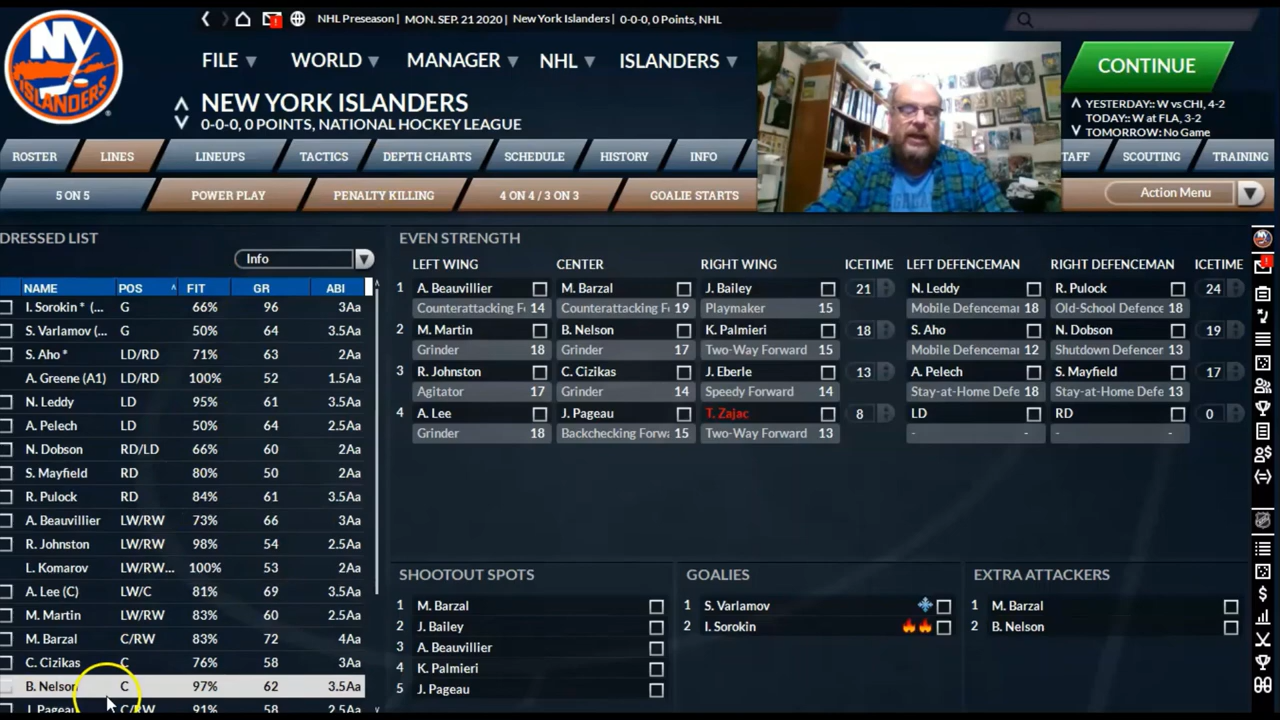 NHL Preseason | MON. SEP. 21 2020 | New York Islanders | 0-0-0, 0 Points, NHL
NY
ISLANDERS
FILE WORLD MANAGER NHL ISLANDERS
CONTINUE
NEW YORK ISLANDERS
0-0-0, 0 POINTS, NATIONAL HOCKEY LEAGUE
YESTERDAY:: W vs CHI, 4-2
TODAY:: W at FLA, 3-2
TOMORROW: No Game
ROSTER LINES LINEUPS TACTICS DEPTH CHARTS SCHEDULE HISTORY INFO TAFF SCOUTING TRAINING
5 ON 5 POWER PLAY PENALTY KILLING 4 ON 4 / 3 ON 3 GOALIE STARTS Action Menu
DRESSED LIST
Info
NAME POS FIT GR ABI
I. Sorokin * (... G 66% 96 3Aa
S. Varlamov (... G 50% 64 3.5Aa
S. Aho * LD/RD 71% 63 2Aa
A. Greene (A1) LD/RD 100% 52 1.5Aa
N. Leddy LD 95% 61 3.5Aa
A. Pelech LD 50% 64 2.5Aa
N. Dobson RD/LD 66% 60 2Aa
S. Mayfield RD 80% 50 2Aa
R. Pulock RD 84% 61 3.5Aa
A. Beauvillier LW/RW 73% 66 3Aa
R. Johnston LW/RW 98% 54 2.5Aa
L. Komarov LW/RW... 100% 53 2Aa
A. Lee (C) LW/C 81% 69 3.5Aa
M. Martin LW/RW 83% 60 2.5Aa
M. Barzal C/RW 83% 72 4Aa
C. Cizikas C 76% 58 3Aa
B. Nelson C 97% 62 3.5Aa
J. Pageau C/RW 91% 58 2.5Aa
EVEN STRENGTH
LEFT WING CENTER RIGHT WING ICETIME LEFT DEFENCEMAN RIGHT DEFENCEMAN ICETIME
1 A. Beauvillier M. Barzal J. Bailey 21 N. Leddy R. Pulock 24
Counterattacking F 14 Counterattacking F 19 Playmaker 15 Mobile Defenceman 18 Old-School Defence 18
2 M. Martin B. Nelson K. Palmieri 18 S. Aho N. Dobson 19
Grinder 18 Grinder 17 Two-Way Forward 15 Mobile Defenceman 12 Shutdown Defencer 13
3 R. Johnston C. Cizikas J. Eberle 13 A. Pelech S. Mayfield 17
Agitator 17 Grinder 14 Speedy Forward 14 Stay-at-Home Defe 18 Stay-at-Home Defe 13
4 A. Lee J. Pageau T. Zajac 8 LD RD 0
Grinder 18 Backchecking Forwa 15 Two-Way Forward 13 - - - -
SHOOTOUT SPOTS
1 M. Barzal
2 J. Bailey
3 A. Beauvillier
4 K. Palmieri
5 J. Pageau
GOALIES
1 S. Varlamov
2 I. Sorokin
EXTRA ATTACKERS
1 M. Barzal
2 B. Nelson